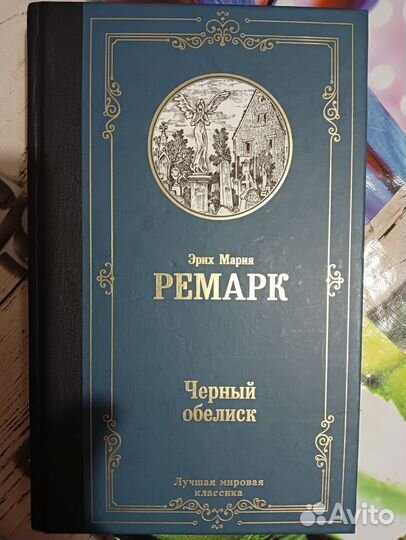 Эрих Мария
РЕМАРК
Черный
обелиск
Лучшая мировая
классика
Avito